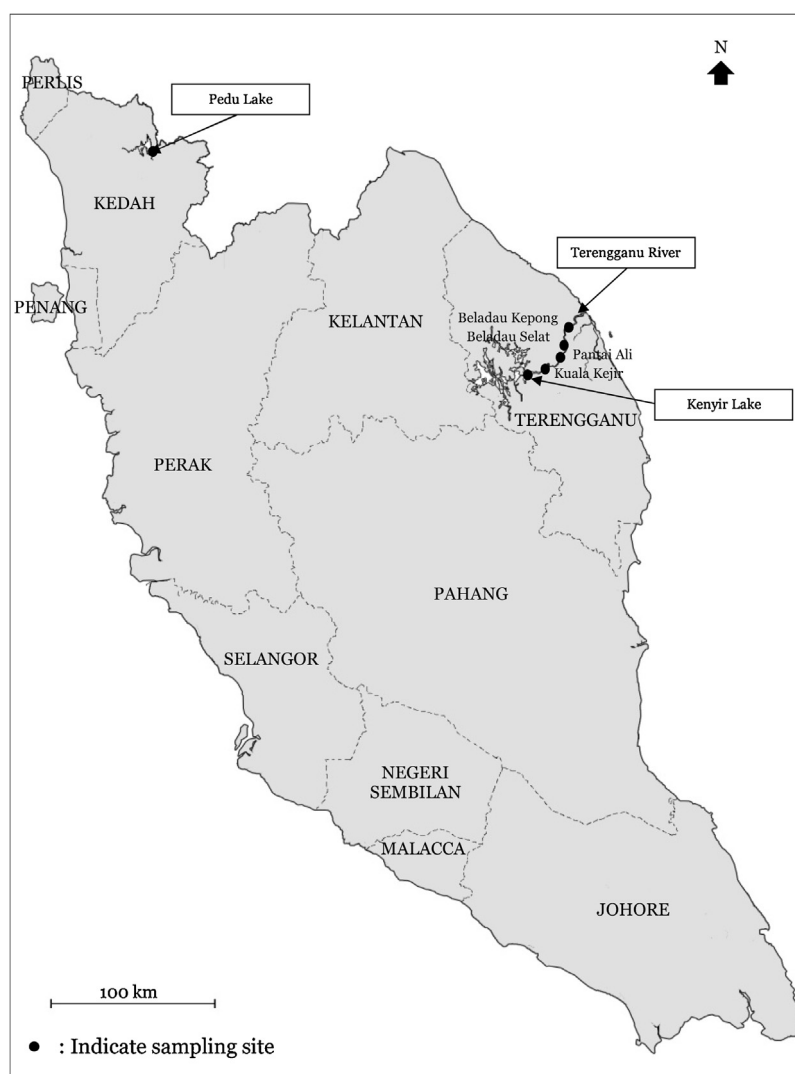 N
PERLIS
Pedu Lake
KEDAH
Terengganu River
PENANG
KELANTAN
Beladau Kepong
Beladau Selat
Pantai Ali
Kuala Kejir
Kenyir Lake
TERENGGANU
PERAK
PAHANG
SELANGOR
NEGERI
SEMBILAN
MALACCA
JOHORE
100 km
: Indicate sampling site